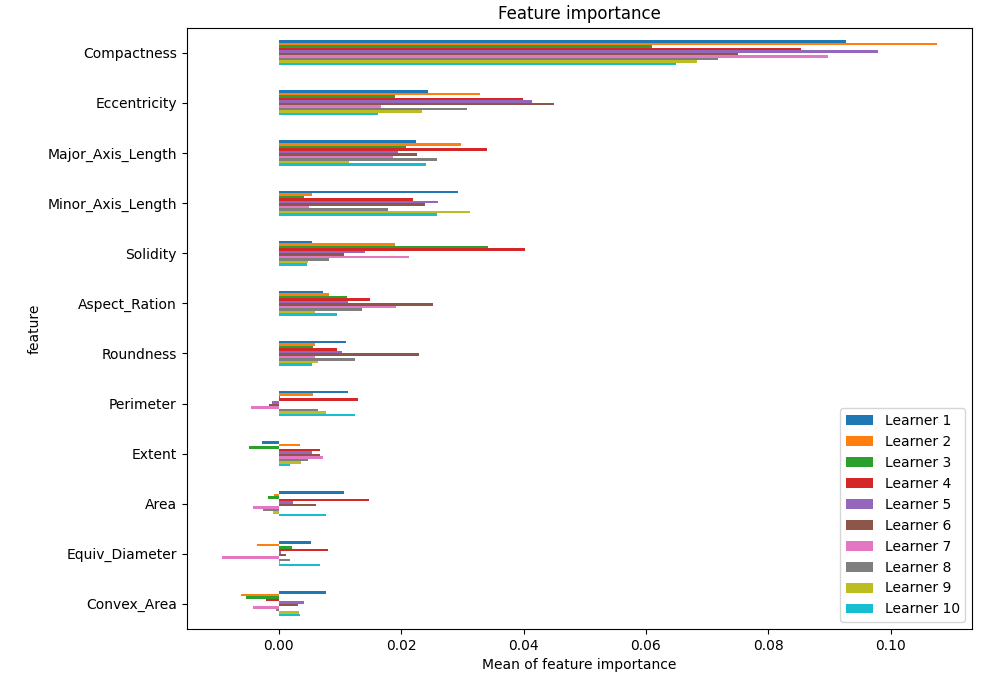 Feature importance
Compactness
Eccentricity
Major_Axis_Length
Minor_Axis_Length
Solidity
Aspect_Ration
Roundness
Perimeter
Extent
Area
Equiv_Diameter
Convex_Area
feature
Learner 1
Learner 2
Learner 3
Learner 4
Learner 5
Learner 6
Learner 7
Learner 8
Learner 9
Learner 10
0.00 0.02 0.04 0.06 0.08 0.10
Mean of feature importance